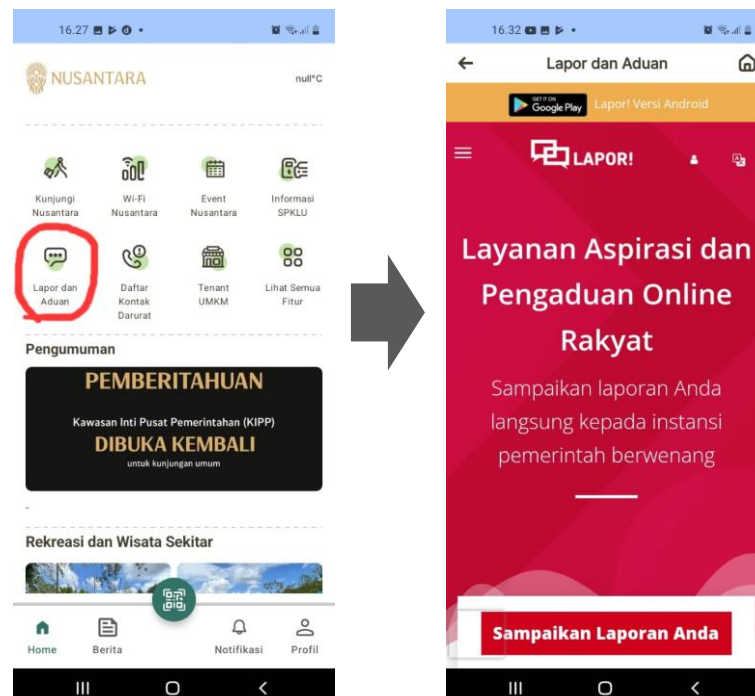 16.27
NUSANTARA
null°C
Kunjungi
Nusantara
Wi-Fi
Nusantara
Event
Nusantara
Informasi
SPKLU
Lapor dan
Aduan
Daftar
Kontak
Darurat
Tenant
UMKM
Lihat Semua
Fitur
Pengumuman
PEMBERITAHUAN
Kawasan Inti Pusat Pemerintahan (KIPP)
DIBUKA KEMBALI
untuk kunjungan umum
-
Rekreasi dan Wisata Sekitar
Home
Berita
Notifikasi
Profil
16.32
Lapor dan Aduan
GET IT ON
Google Play
Lapor! Versi Android
LAPOR!
Layanan Aspirasi dan
Pengaduan Online
Rakyat
Sampaikan laporan Anda
langsung kepada instansi
pemerintah berwenang
Sampaikan Laporan Anda